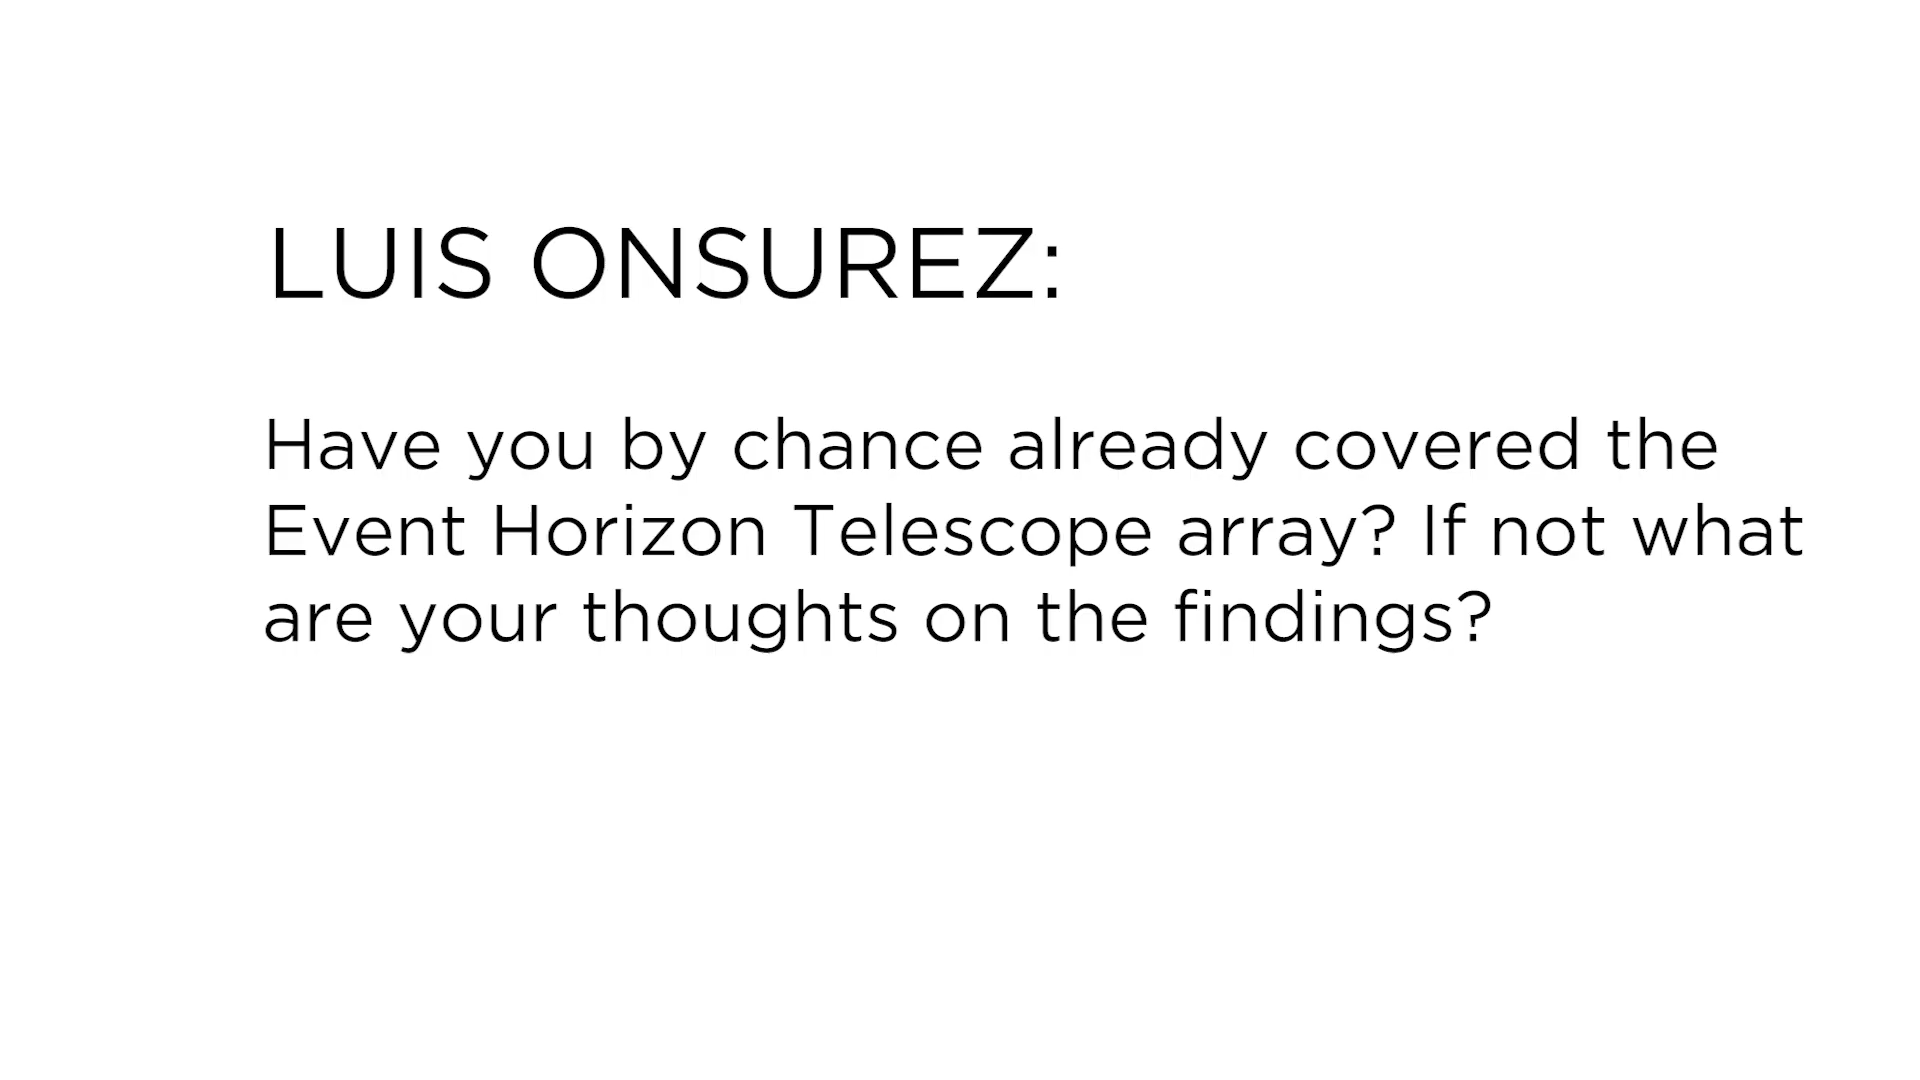 LUIS ONSUREZ:
Have you by chance already covered the
Event Horizon Telescope array? If not what
are your thoughts on the findings?